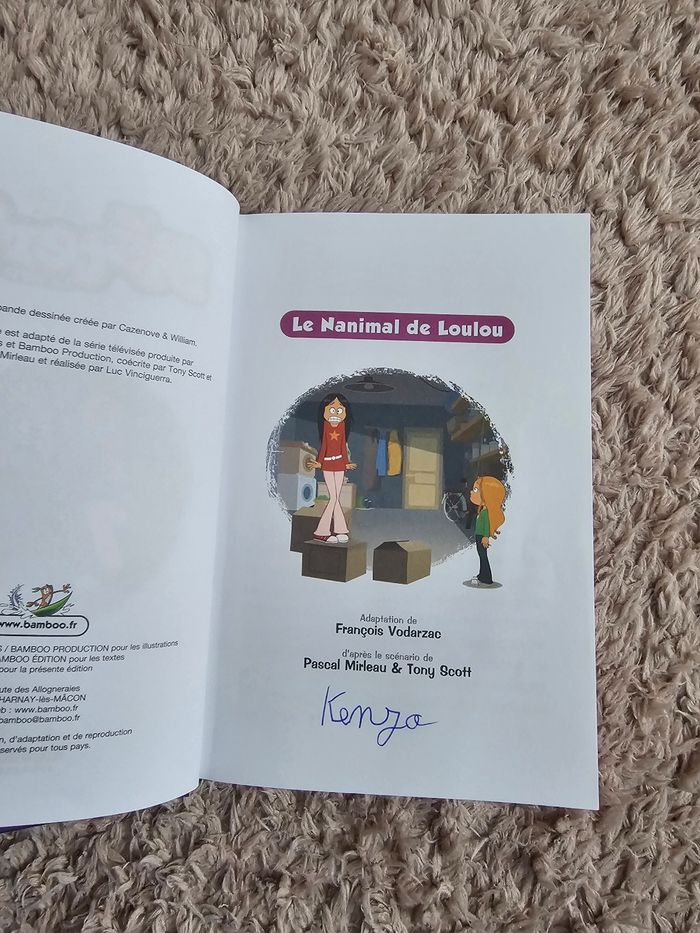 bande dessinée créée par Cazenove & William.
est adapté de la série télévisée produite par
et Bamboo Production, coécrite par Tony Scott et
Mirleau et réalisée par Luc Vinciguerra.
www.bamboo.fr
/ BAMBOO PRODUCTION pour les illustrations
BAMBOO ÉDITION pour les textes
pour la présente édition
des Allogneraies
CHARNAY-lès-MÂCON
: www.bamboo.fr
bamboo@bamboo.fr
d'adaptation et de reproduction
réservés pour tous pays.
Le Nanimal de Loulou
Adaptation de
François Vodarzac
d'après le scénario de
Pascal Mirleau & Tony Scott
Kenzo